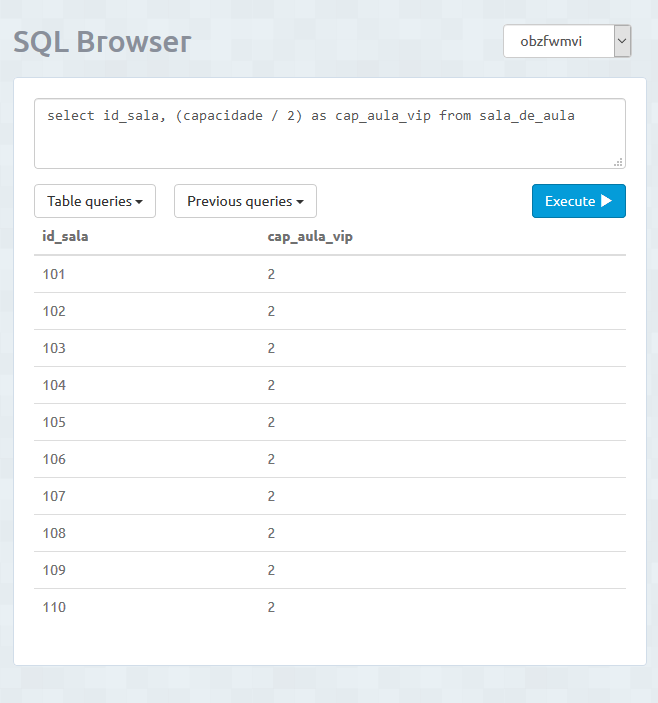 SQL Browser
obzfwmvi
select id_sala, (capacidade / 2) as cap_aula_vip from sala_de_aula
Table queries
Previous queries
Execute
id_sala cap_aula_vip
101 2
102 2
103 2
104 2
105 2
106 2
107 2
108 2
109 2
110 2